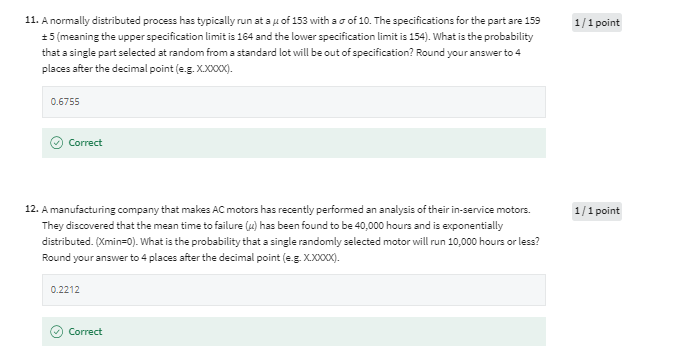 11. A normally distributed process has typically run at a μ of 153 with a σ of 10. The specifications for the part are 159
± 5 (meaning the upper specification limit is 164 and the lower specification limit is 154). What is the probability
that a single part selected at random from a standard lot will be out of specification? Round your answer to 4
places after the decimal point (e.g. X.XXXX).
1 / 1 point
0.6755
Correct
12. A manufacturing company that makes AC motors has recently performed an analysis of their in-service motors.
They discovered that the mean time to failure (μ) has been found to be 40,000 hours and is exponentially
distributed. (Xmin=0). What is the probability that a single randomly selected motor will run 10,000 hours or less?
Round your answer to 4 places after the decimal point (e.g. X.XXXX).
1 / 1 point
0.2212
Correct